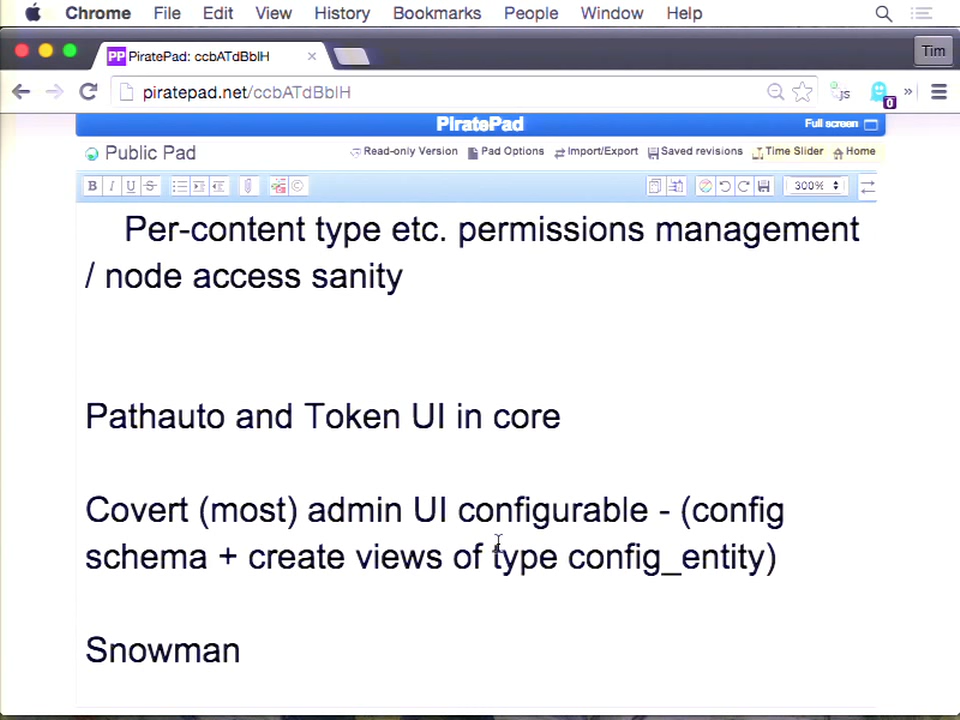 Chrome File Edit View History Bookmarks People Window Help
PP PiratePad: ccbATdBblH Tim
piratepad.net/ccbATdBblH JS 0 »
PiratePad Full screen
Public Pad Read-only Version Pad Options Import/Export Saved revisions Time Slider Home
B I U S 300%
Per-content type etc. permissions management
/ node access sanity
Pathauto and Token UI in core
Covert (most) admin UI configurable - (config
schema + create views of type config_entity)
Snowman